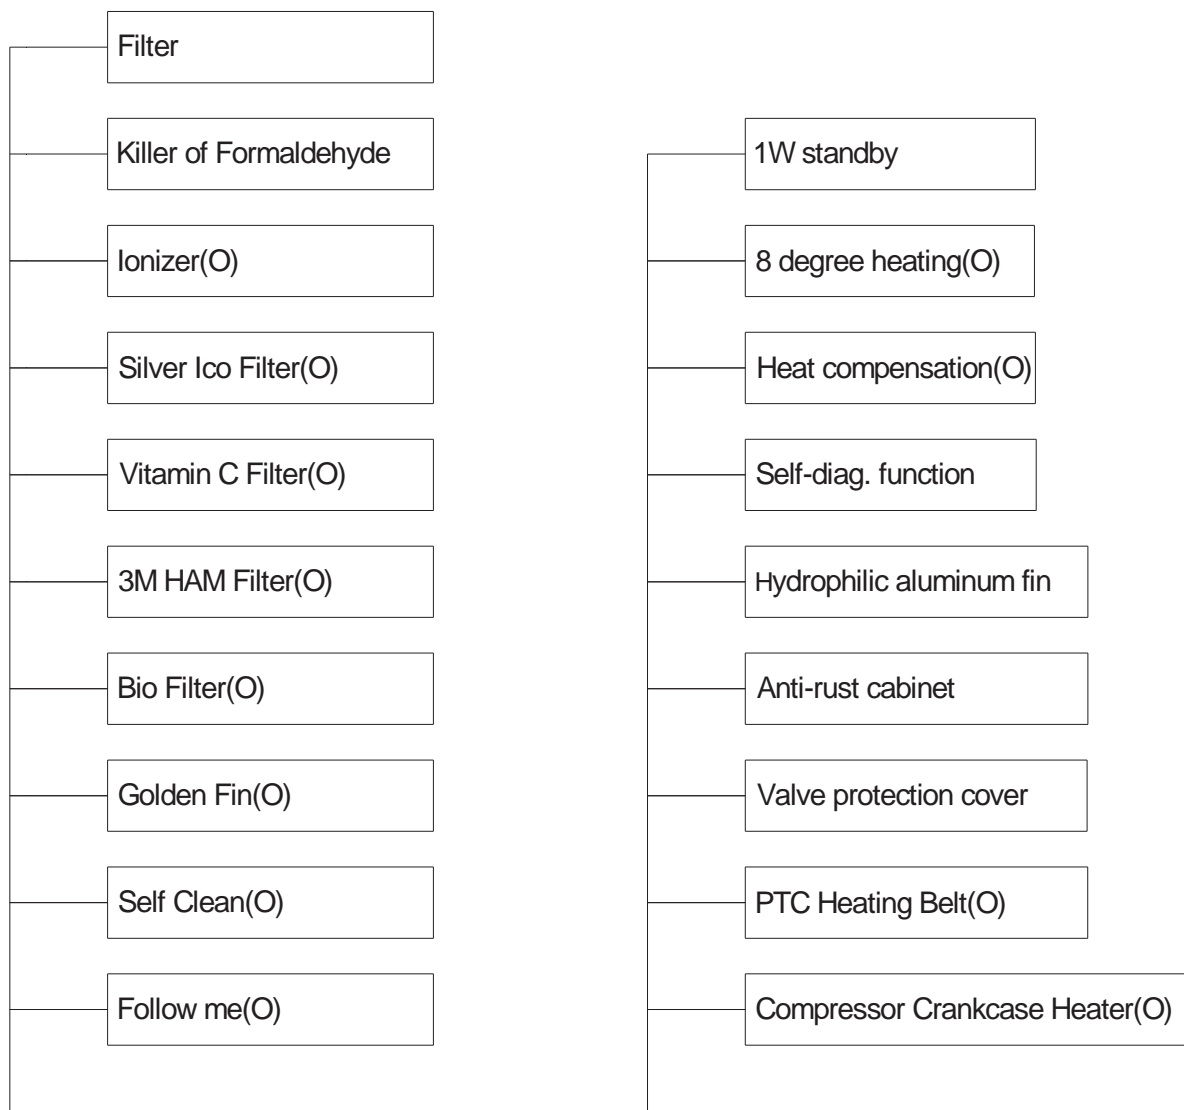 Filter
Killer of Formaldehyde
Ionizer(O)
Silver Ico Filter(O)
Vitamin C Filter(O)
3M HAM Filter(O)
Bio Filter(O)
Golden Fin(O)
Self Clean(O)
Follow me(O)
1W standby
8 degree heating(O)
Heat compensation(O)
Self-diag. function
Hydrophilic aluminum fin
Anti-rust cabinet
Valve protection cover
PTC Heating Belt(O)
Compressor Crankcase Heater(O)